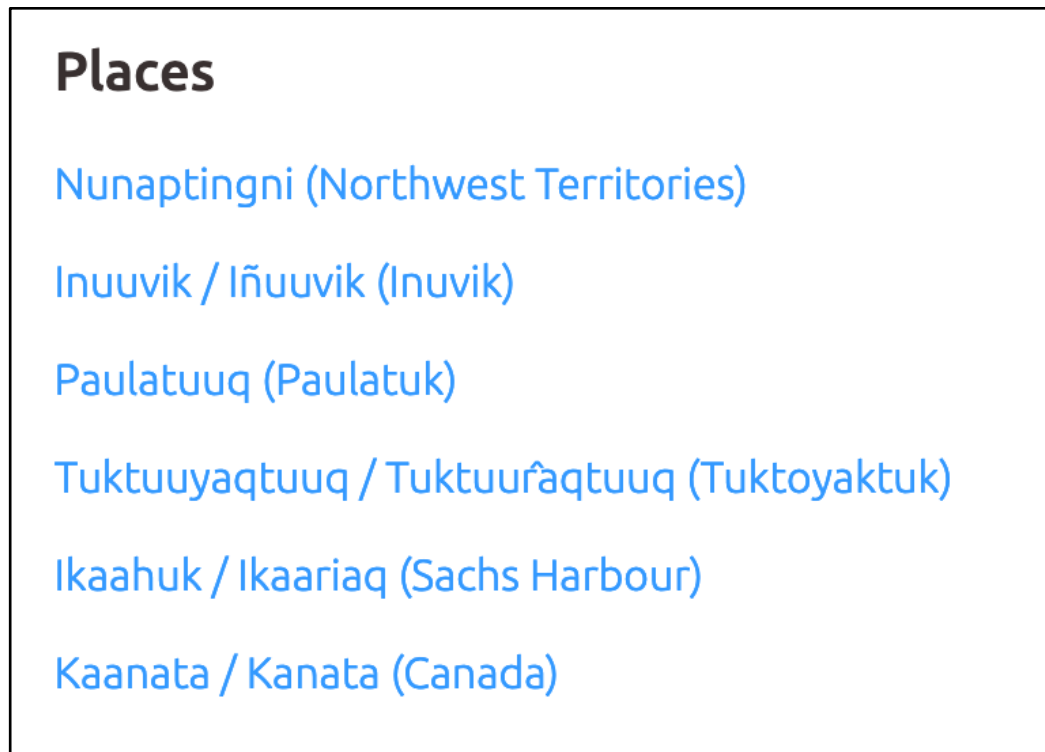 Places
Nunaptingni (Northwest Territories)
Inuuvik / Iñuuvik (Inuvik)
Paulatuuq (Paulatuk)
Tuktuuyaqtuuq / Tuktuur̂aqtuuq (Tuktoyaktuk)
Ikaahuk / Ikaariaq (Sachs Harbour)
Kaanata / Kanata (Canada)